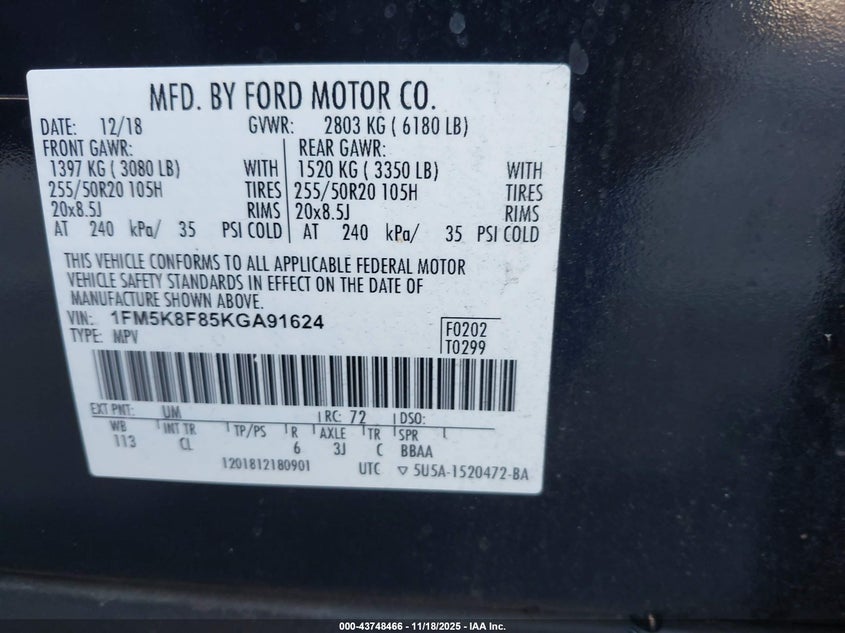 MFD. BY FORD MOTOR CO.
DATE: 12/18 GVWR: 2803 KG ( 6180 LB)
FRONT GAWR: REAR GAWR:
1397 KG ( 3080 LB) WITH 1520 KG ( 3350 LB) WITH
255/50R20 105H TIRES 255/50R20 105H TIRES
20x8.5J RIMS 20x8.5J RIMS
AT 240 kPa/ 35 PSI COLD AT 240 kPa/ 35 PSI COLD
THIS VEHICLE CONFORMS TO ALL APPLICABLE FEDERAL MOTOR
VEHICLE SAFETY STANDARDS IN EFFECT ON THE DATE OF
MANUFACTURE SHOWN ABOVE.
VIN: 1FM5K8F85KGA91624
TYPE: MPV
F0202
T0299
EXT PNT: UM RC: 72 DSO:
WB INT TR TP/PS R AXLE TR SPR
113 CL 6 3J C BBAA
1201812180901 UTC ▽ 5U5A-1520472-BA
000-43748466 - 11/18/2025 - IAA Inc.